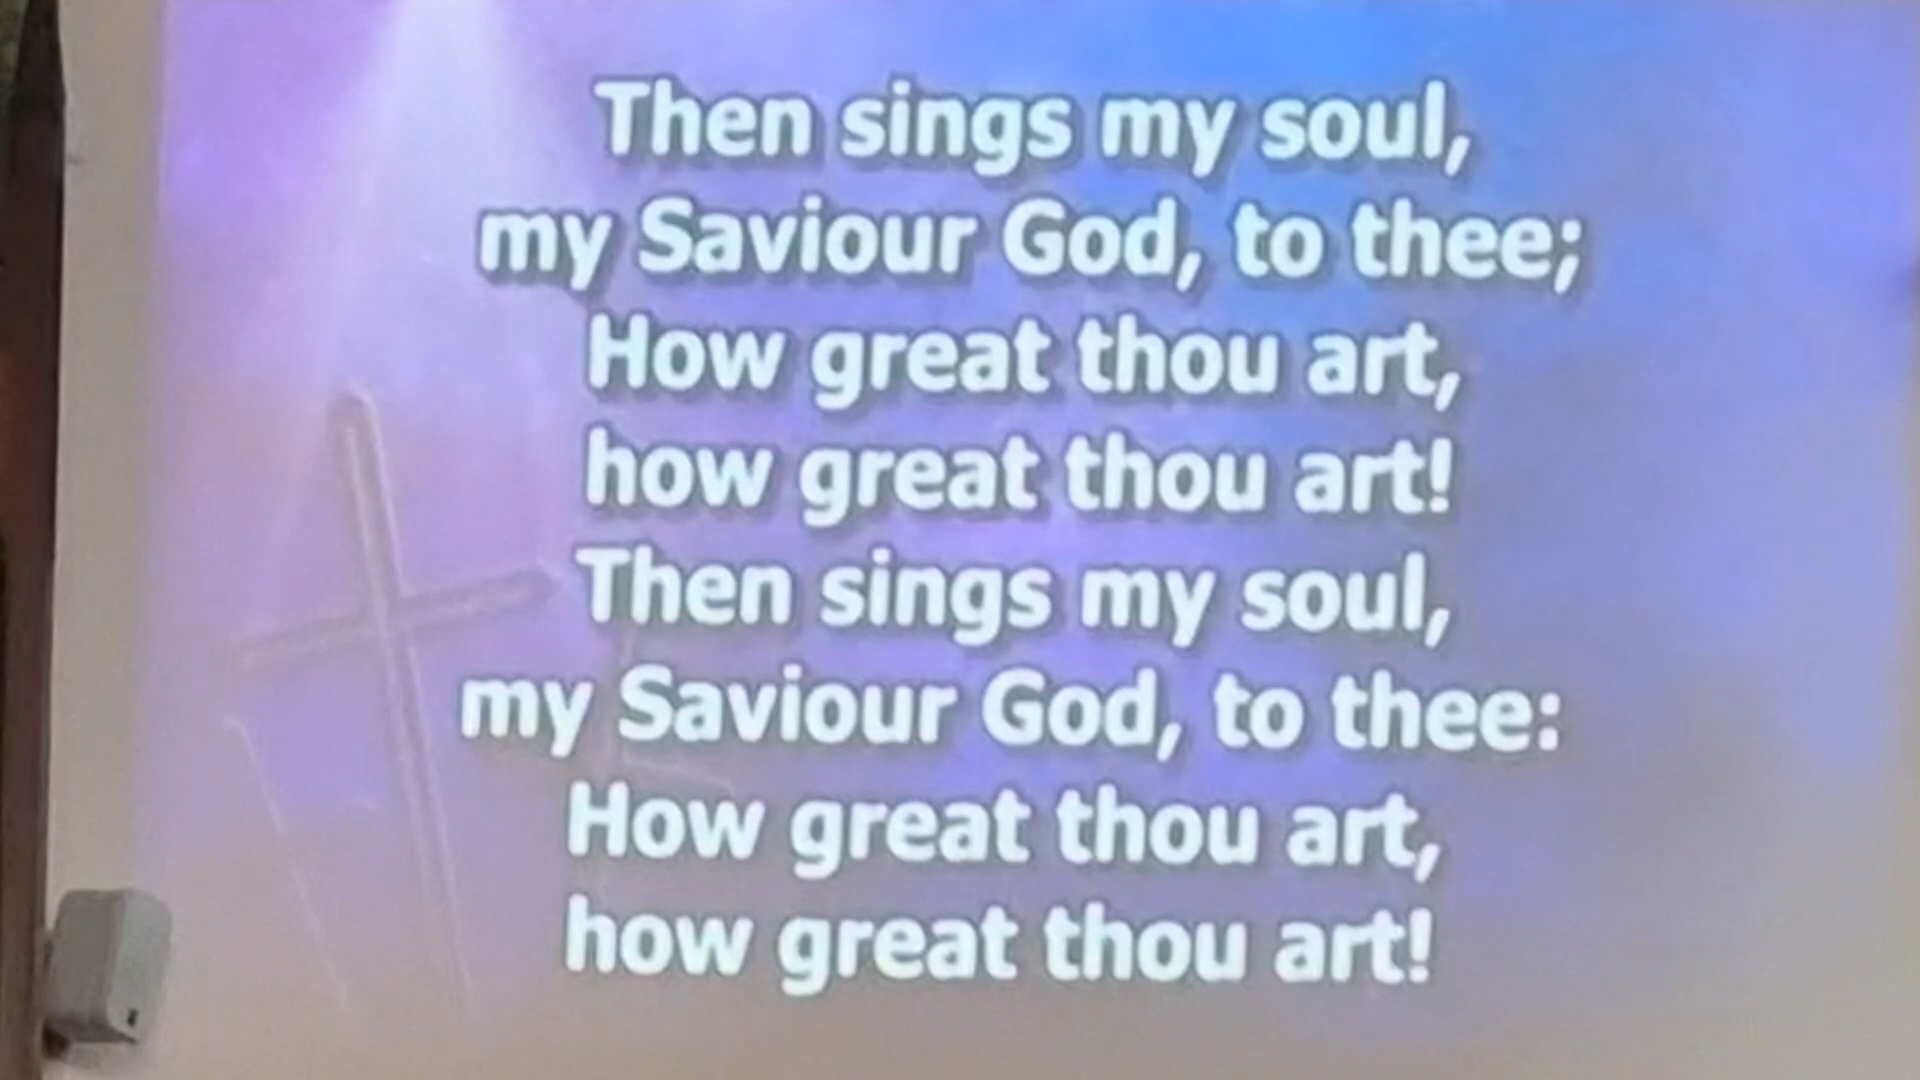 Then sings my soul,
my Saviour God, to thee;
How great thou art,
how great thou art!
Then sings my soul,
my Saviour God, to thee:
How great thou art,
how great thou art!